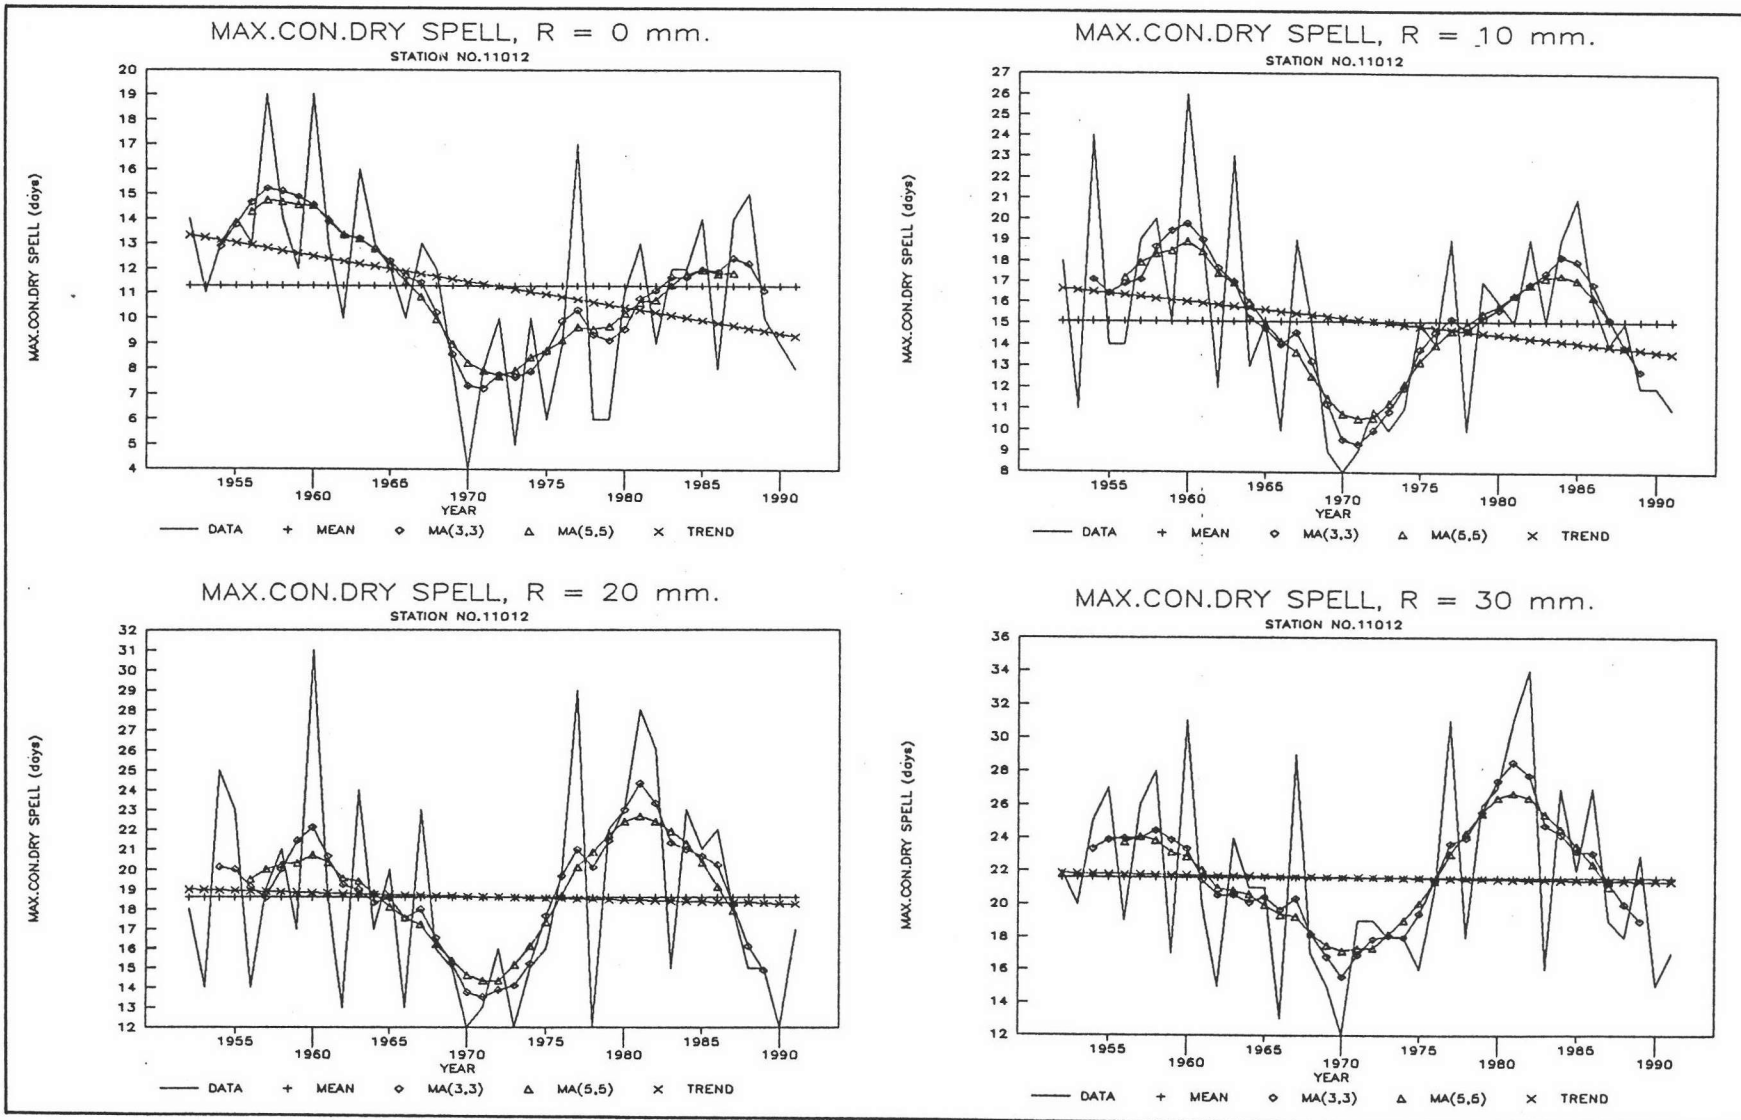 MAX.CON.DRY SPELL, R = 0 mm.
STATION NO.11012
MAX.CON.DRY SPELL (days)
20
19
18
17
16
15
14
13
12
11
10
9
8
7
6
5
4
1955 1960 1965 1970 1975 1980 1985 1990
YEAR
DATA MEAN MA(3,3) MA(5,5) TREND
MAX.CON.DRY SPELL, R = 10 mm.
STATION NO.11012
MAX.CON.DRY SPELL (days)
27
26
25
24
23
22
21
20
19
18
17
16
15
14
13
12
11
10
9
8
1955 1960 1965 1970 1975 1980 1985 1990
YEAR
DATA MEAN MA(3,3) MA(5,5) TREND
MAX.CON.DRY SPELL, R = 20 mm.
STATION NO.11012
MAX.CON.DRY SPELL (days)
32
31
30
29
28
27
26
25
24
23
22
21
20
19
18
17
16
15
14
13
12
1955 1960 1965 1970 1975 1980 1985 1990
YEAR
DATA MEAN MA(3,3) MA(5,5) TREND
MAX.CON.DRY SPELL, R = 30 mm.
STATION NO.11012
MAX.CON.DRY SPELL (days)
36
34
32
30
28
26
24
22
20
18
16
14
12
1955 1960 1965 1970 1975 1980 1985 1990
YEAR
DATA MEAN MA(3,3) MA(5,5) TREND